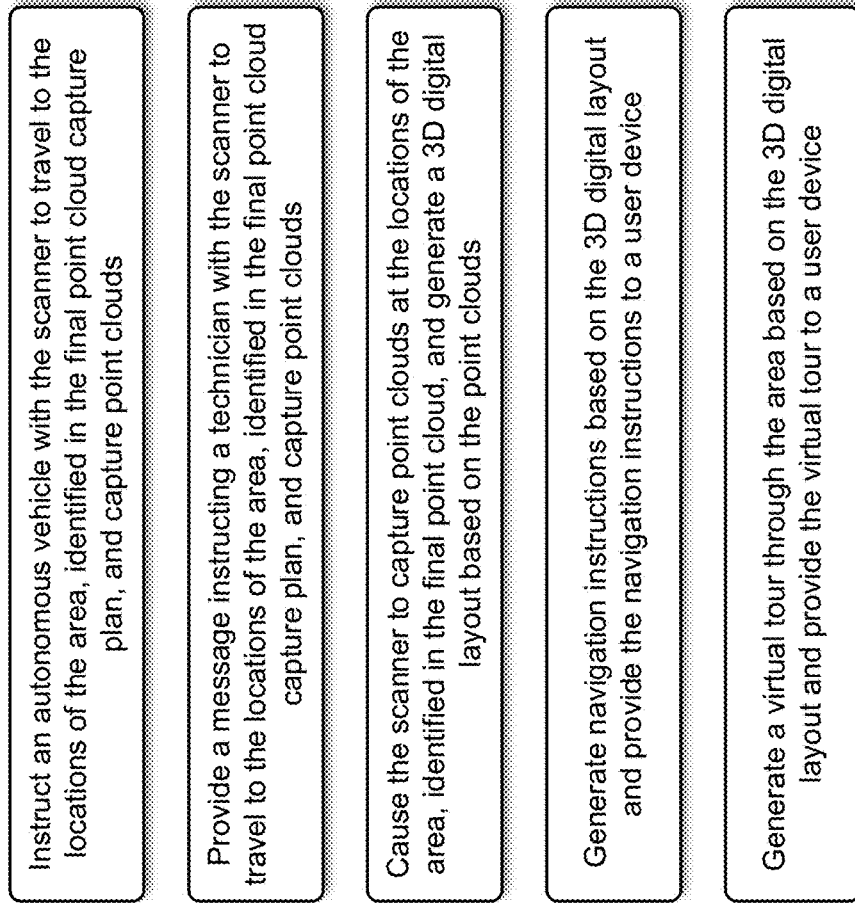 Instruct an autonomous vehicle with the scanner to travel to the
locations of the area, identified in the final point cloud capture
plan, and capture point clouds
Provide a message instructing a technician with the scanner to
travel to the locations of the area, identified in the final point cloud
capture plan, and capture point clouds
Cause the scanner to capture point clouds at the locations of the
area, identified in the final point cloud, and generate a 3D digital
layout based on the point clouds
Generate navigation instructions based on the 3D digital layout
and provide the navigation instructions to a user device
Generate a virtual tour through the area based on the 3D digital
layout and provide the virtual tour to a user device